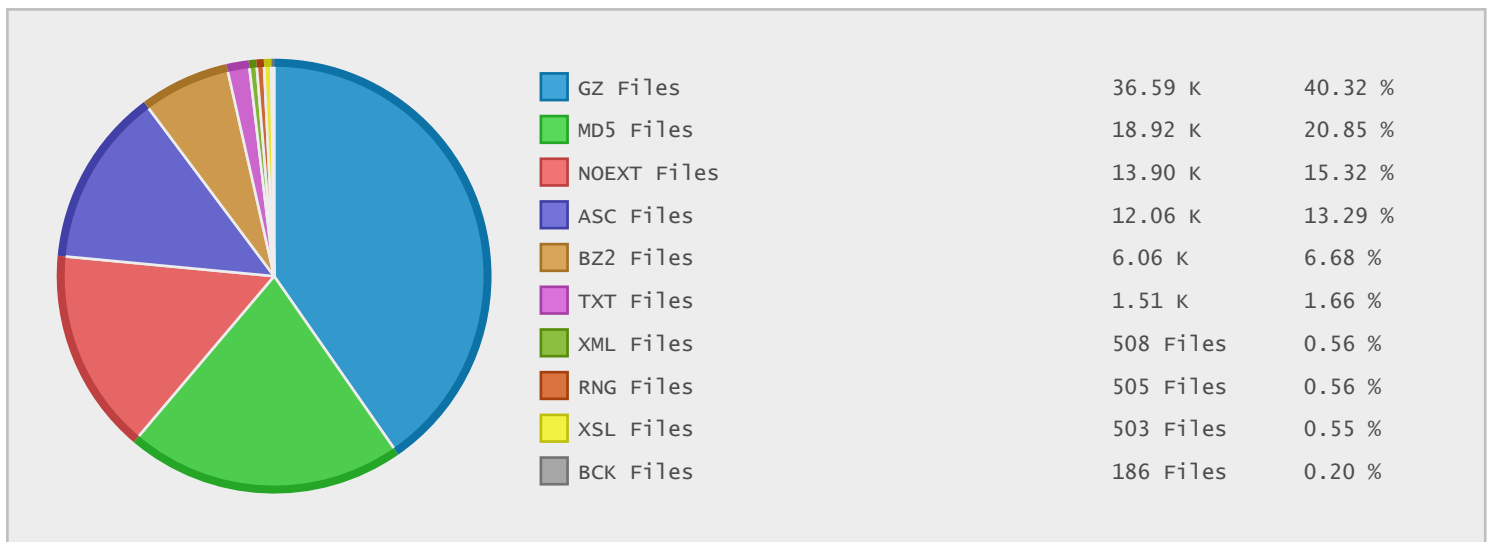 GZ Files 36.59 K 40.32 %
MD5 Files 18.92 K 20.85 %
NOEXT Files 13.90 K 15.32 %
ASC Files 12.06 K 13.29 %
BZ2 Files 6.06 K 6.68 %
TXT Files 1.51 K 1.66 %
XML Files 508 Files 0.56 %
RNG Files 505 Files 0.56 %
XSL Files 503 Files 0.55 %
BCK Files 186 Files 0.20 %